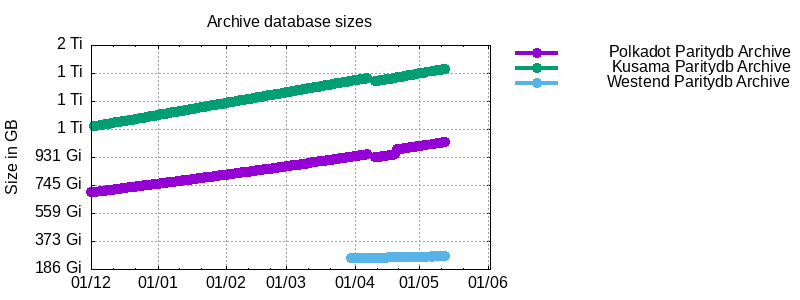 Archive database sizes
2 Ti
1 Ti
1 Ti
1 Ti
931 Gi
745 Gi
559 Gi
373 Gi
186 Gi
Size in GB
01/12 01/01 01/02 01/03 01/04 01/05 01/06
Polkadot Paritydb Archive
Kusama Paritydb Archive
Westend Paritydb Archive